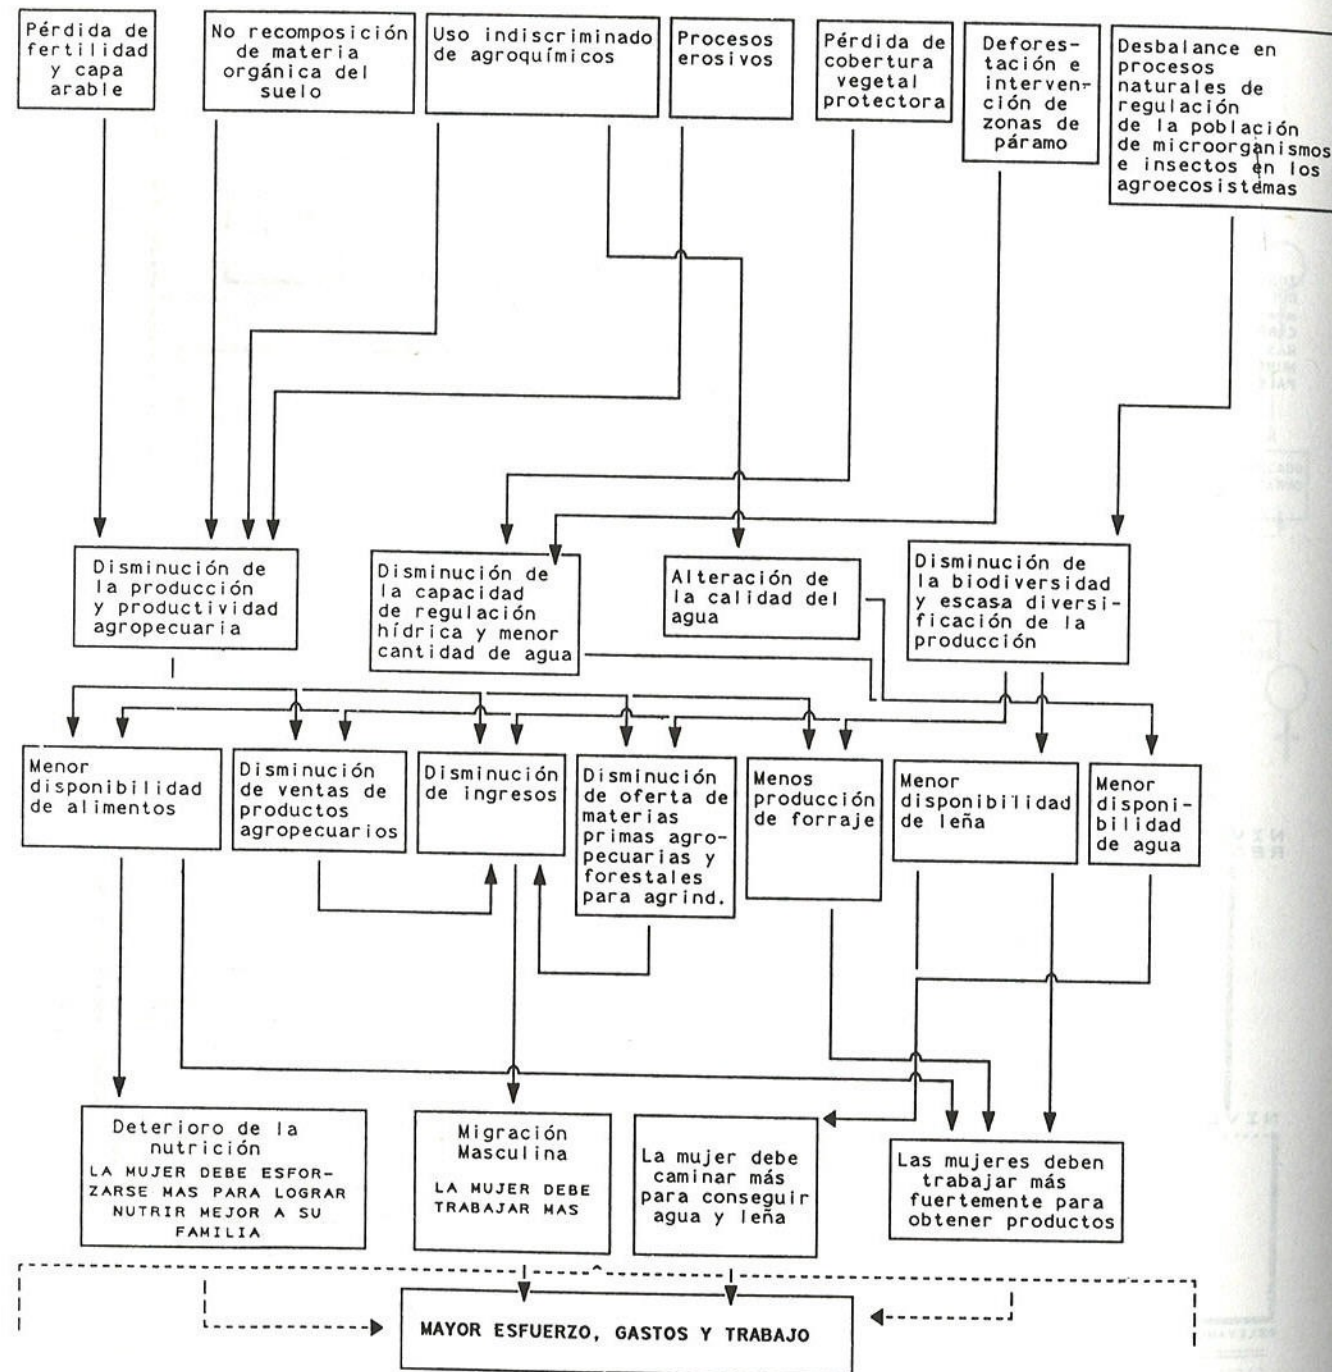 Pérdida de
fertilidad
y capa
arable
No recomposición
de materia
orgánica del
suelo
Uso indiscriminado
de agroquímicos
Procesos
erosivos
Pérdida de
cobertura
vegetal
protectora
Defores-
tación e
interven-
ción de
zonas de
páramo
Desbalance en
procesos
naturales de
regulación
de la población
de microorganismos
e insectos en los
agroecosistemas
Disminución de
la producción
y productividad
agropecuaria
Disminución de
la capacidad
de regulación
hídrica y menor
cantidad de agua
Alteración de
la calidad del
agua
Disminución de
la biodiversidad
y escasa diversi-
ficación de la
producción
Menor
disponibilidad
de alimentos
Disminución
de ventas de
productos
agropecuarios
Disminución
de ingresos
Disminución
de oferta de
materias
primas agro-
pecuarias y
forestales
para agrind.
Menos
producción
de forraje
Menor
disponibilidad
de leña
Menor
disponi-
bilidad
de agua
Deterioro de la
nutrición
LA MUJER DEBE ESFOR-
ZARSE MAS PARA LOGRAR
NUTRIR MEJOR A SU
FAMILIA
Migración
Masculina
LA MUJER DEBE
TRABAJAR MAS
La mujer debe
caminar más
para conseguir
agua y leña
Las mujeres deben
trabajar más
fuertemente para
obtener productos
MAYOR ESFUERZO, GASTOS Y TRABAJO